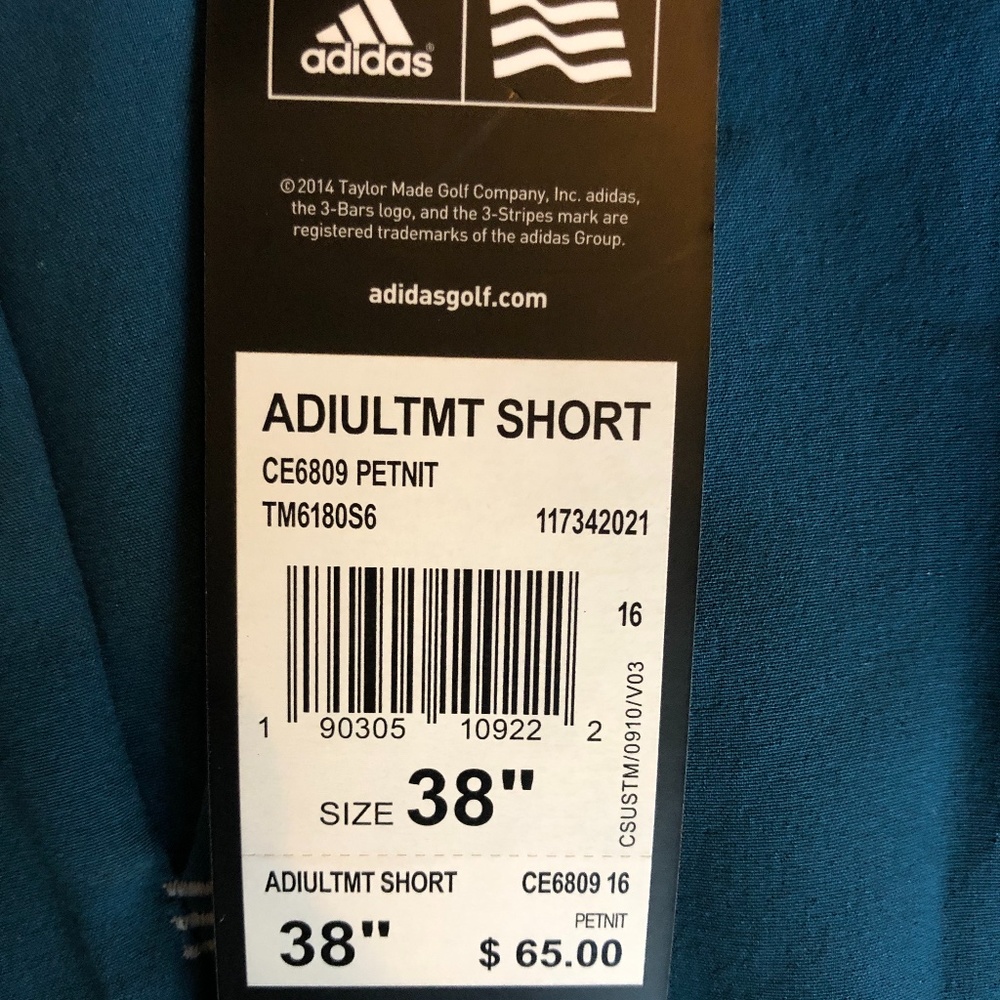 adidas®
©2014 Taylor Made Golf Company, Inc. adidas,
the 3-Bars logo, and the 3-Stripes mark are
registered trademarks of the adidas Group.
adidasgolf.com
ADIULTMT SHORT
CE6809 PETNIT
TM6180S6 117342021
16
1 90305 10922 2
CSUSTM/0910/V03
SIZE 38"
ADIULTMT SHORT CE6809 16
PETNIT
38" $ 65.00